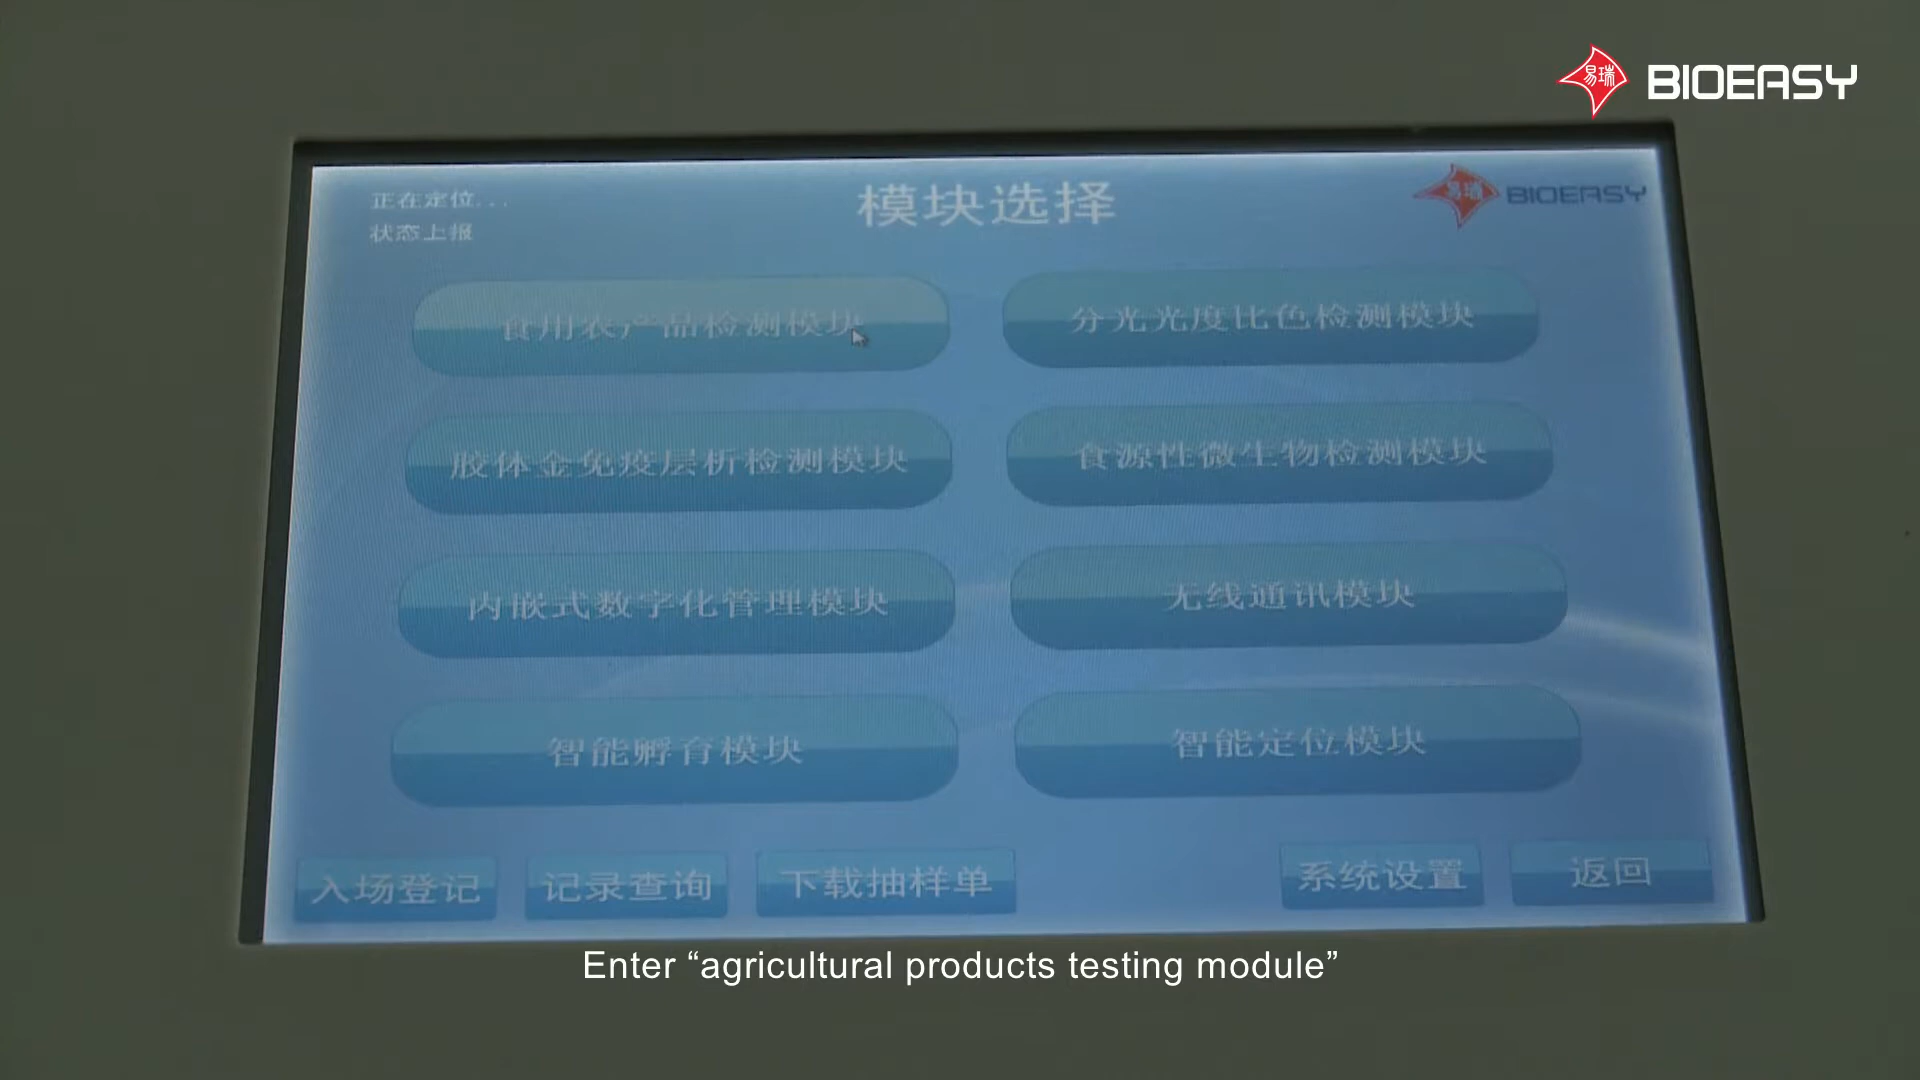 易瑞 BIOEASY
正在定位...
状态上报
模块选择
易瑞 BIOEASY
食用农产品检测模块
分光光度比色检测模块
胶体金免疫层析检测模块
食源性微生物检测模块
内嵌式数字化管理模块
无线通讯模块
智能孵育模块
智能定位模块
入场登记
记录查询
下载抽样单
系统设置
返回
Enter “agricultural products testing module”